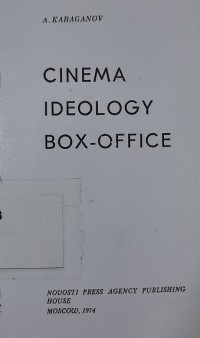 A. KARAGANOV
CINEMA
IDEOLOGY
BOX-OFFICE
NOVOSTI PRESS AGENCY PUBLISHING
HOUSE
MOSCOW, 1974